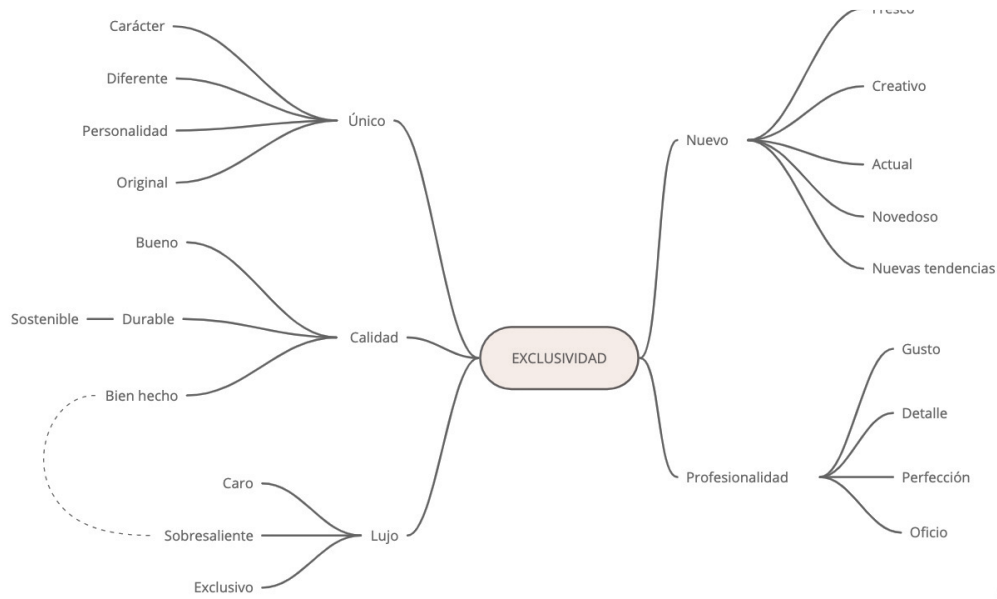 Carácter
Diferente
Personalidad
Original
Único
Bueno
Sostenible
Durable
Bien hecho
Calidad
Caro
Sobresaliente
Exclusivo
Lujo
EXCLUSIVIDAD
Nuevo
Fresco
Creativo
Actual
Novedoso
Nuevas tendencias
Profesionalidad
Gusto
Detalle
Perfección
Oficio